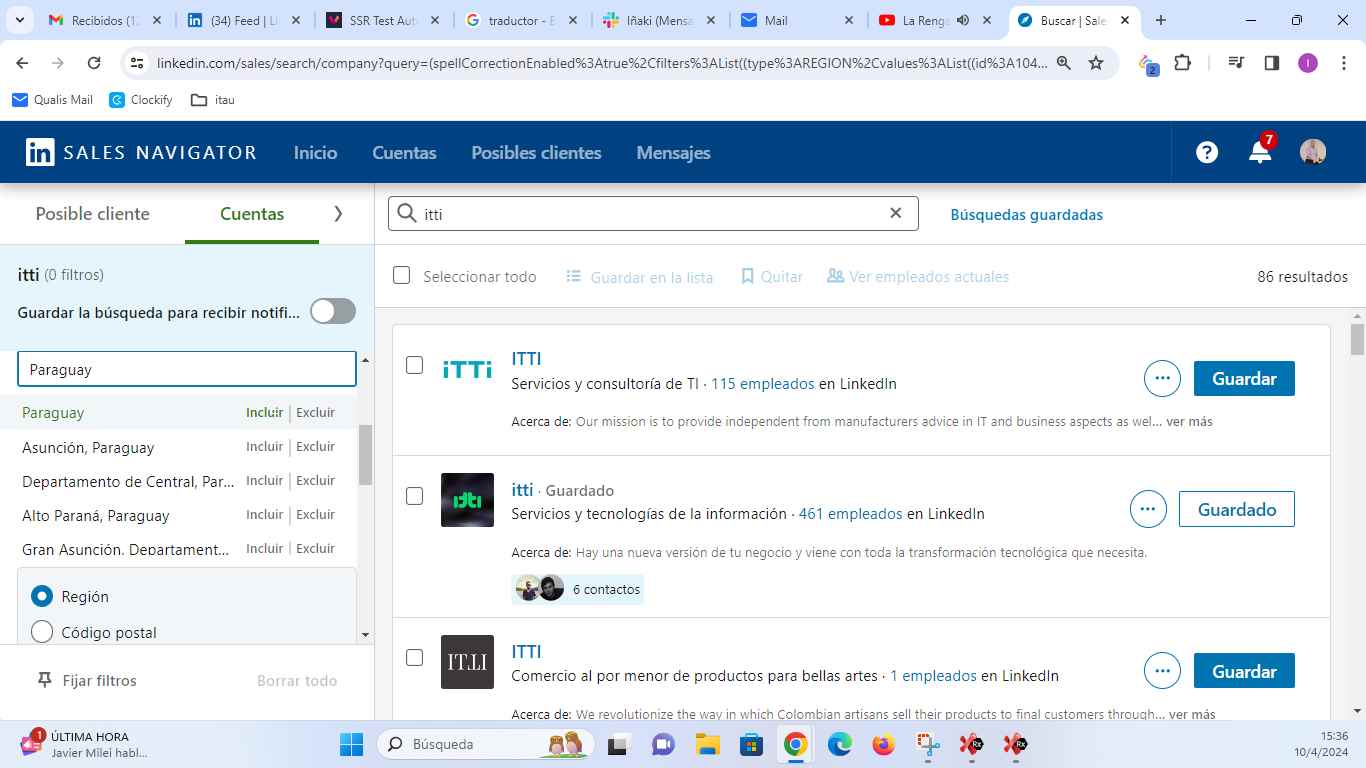 Recibidos (1.
(34) Feed | L
SSR Test Aut
traductor - B
Iñaki (Mensa
Mail
La Renga
Buscar | Sale
linkedin.com/sales/search/company?query=(spellCorrectionEnabled%3Atrue%2Cfilters%3AList((type%3AREGION%2Cvalues%3AList((id%3A104...
2
I
Qualis Mail
Clockify
itau
in SALES NAVIGATOR
Inicio
Cuentas
Posibles clientes
Mensajes
7
Posible cliente
Cuentas
itti
Búsquedas guardadas
itti (0 filtros)
Guardar la búsqueda para recibir notifi...
Seleccionar todo
Guardar en la lista
Quitar
Ver empleados actuales
86 resultados
Paraguay
Paraguay Incluir | Excluir
Asunción, Paraguay Incluir | Excluir
Departamento de Central, Par... Incluir | Excluir
Alto Paraná, Paraguay Incluir | Excluir
Gran Asunción, Departament... Incluir | Excluir
Región
Código postal
Fijar filtros
Borrar todo
iTTi
ITTI
Servicios y consultoría de TI · 115 empleados en LinkedIn
Acerca de: Our mission is to provide independent from manufacturers advice in IT and business aspects as wel... ver más
Guardar
itti
itti · Guardado
Servicios y tecnologías de la información · 461 empleados en LinkedIn
Acerca de: Hay una nueva versión de tu negocio y viene con toda la transformación tecnológica que necesita.
6 contactos
Guardado
ITTI
Comercio al por menor de productos para bellas artes · 1 empleados en LinkedIn
Acerca de: We revolutionize the way in which Colombian artisans sell their products to final customers through... ver más
Guardar
1
ÚLTIMA HORA
Javier Milei habl...
Búsqueda
Rx
Rx
15:36
10/4/2024